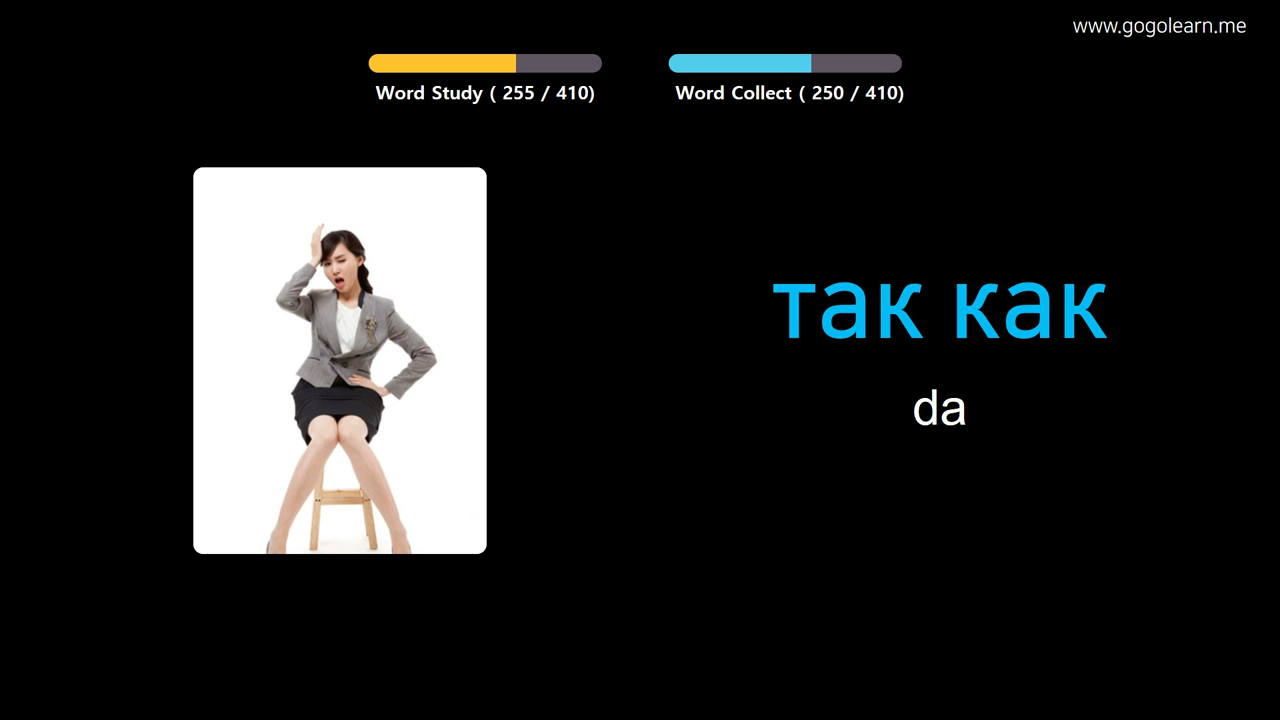 www.gogolearn.me
Word Study ( 255 / 410)
Word Collect ( 250 / 410)
так как
da